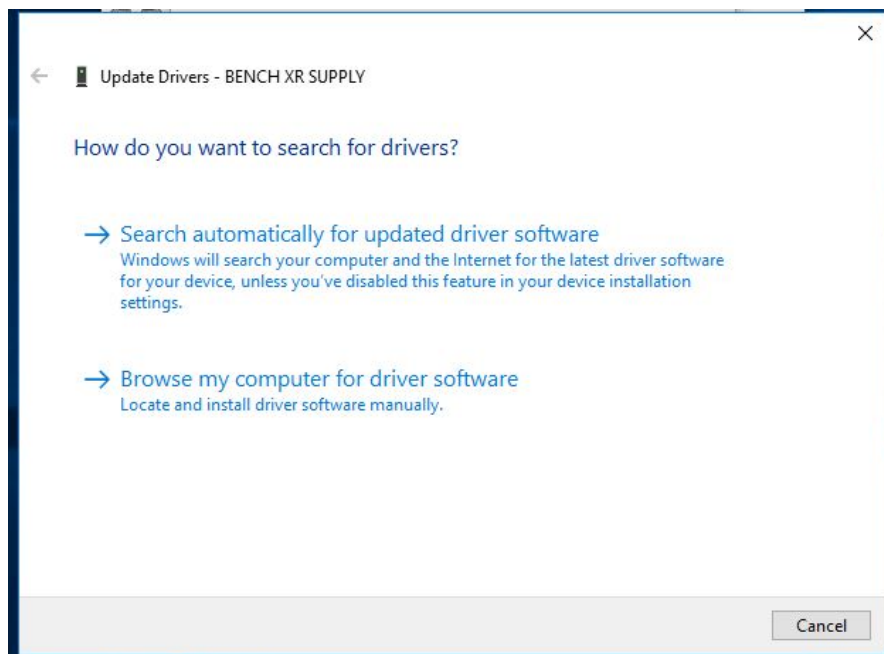 Update Drivers - BENCH XR SUPPLY
How do you want to search for drivers?
Search automatically for updated driver software
Windows will search your computer and the Internet for the latest driver software
for your device, unless you've disabled this feature in your device installation
settings.
Browse my computer for driver software
Locate and install driver software manually.
Cancel